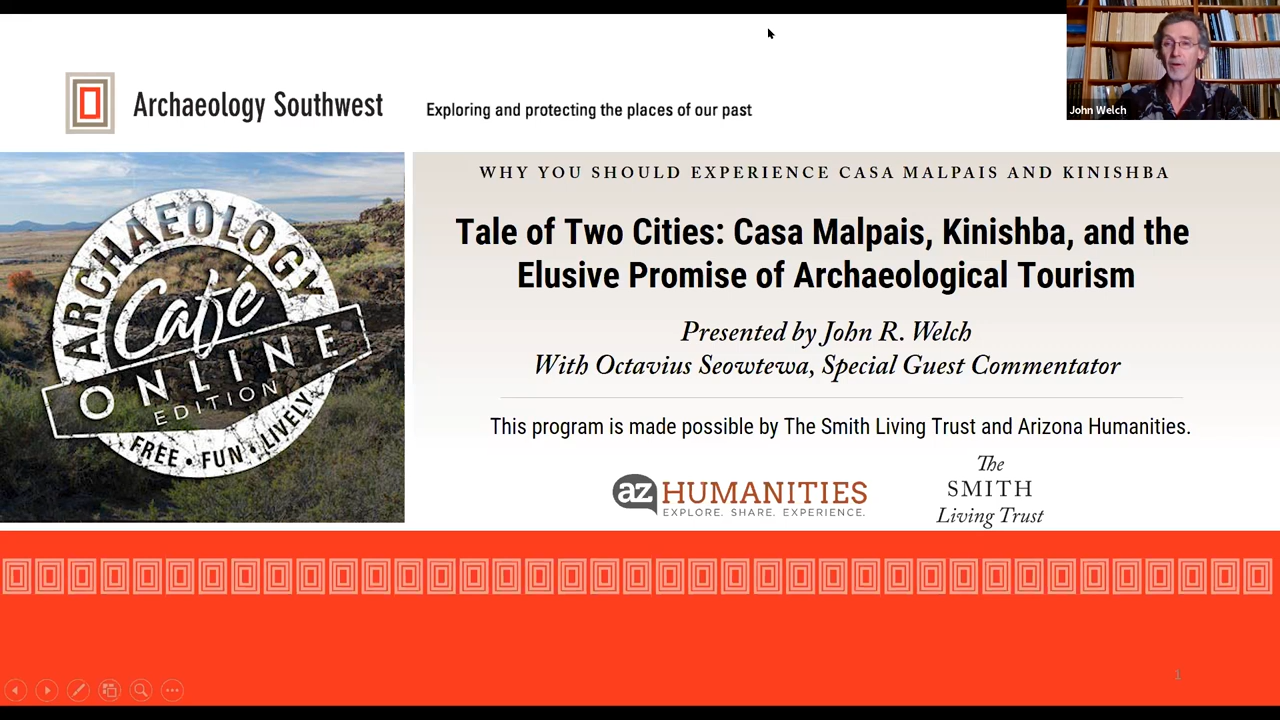 John Welch
Archaeology Southwest
Exploring and protecting the places of our past
ARCHAEOLOGY
Café
ONLINE
EDITION
FREE • FUN • LIVELY
WHY YOU SHOULD EXPERIENCE CASA MALPAIS AND KINISHBA
Tale of Two Cities: Casa Malpais, Kinishba, and the
Elusive Promise of Archaeological Tourism
Presented by John R. Welch
With Octavius Seowtewa, Special Guest Commentator
This program is made possible by The Smith Living Trust and Arizona Humanities.
az HUMANITIES
EXPLORE. SHARE. EXPERIENCE.
The
SMITH
Living Trust
1